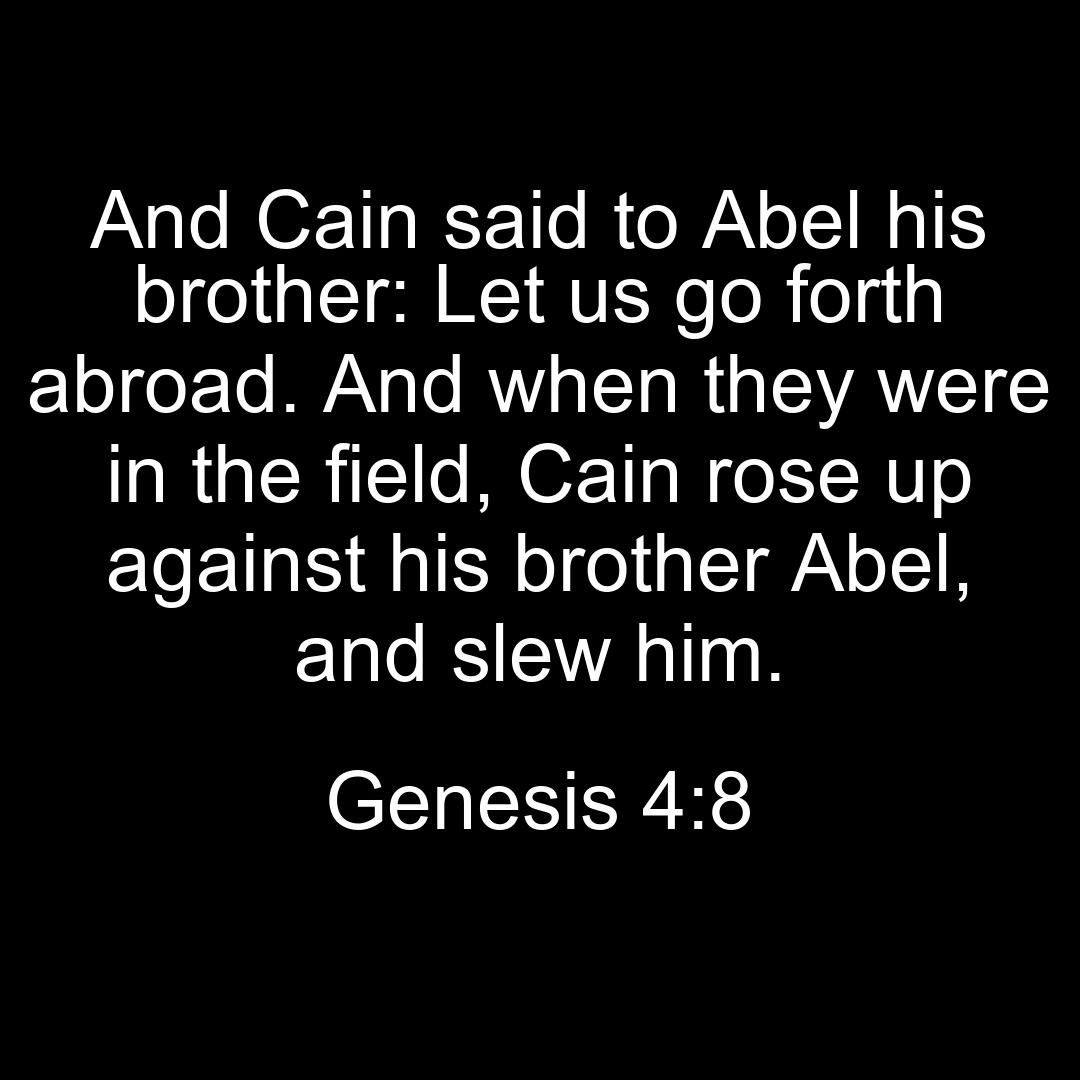 And Cain said to Abel his
brother: Let us go forth
abroad. And when they were
in the field, Cain rose up
against his brother Abel,
and slew him.
Genesis 4:8